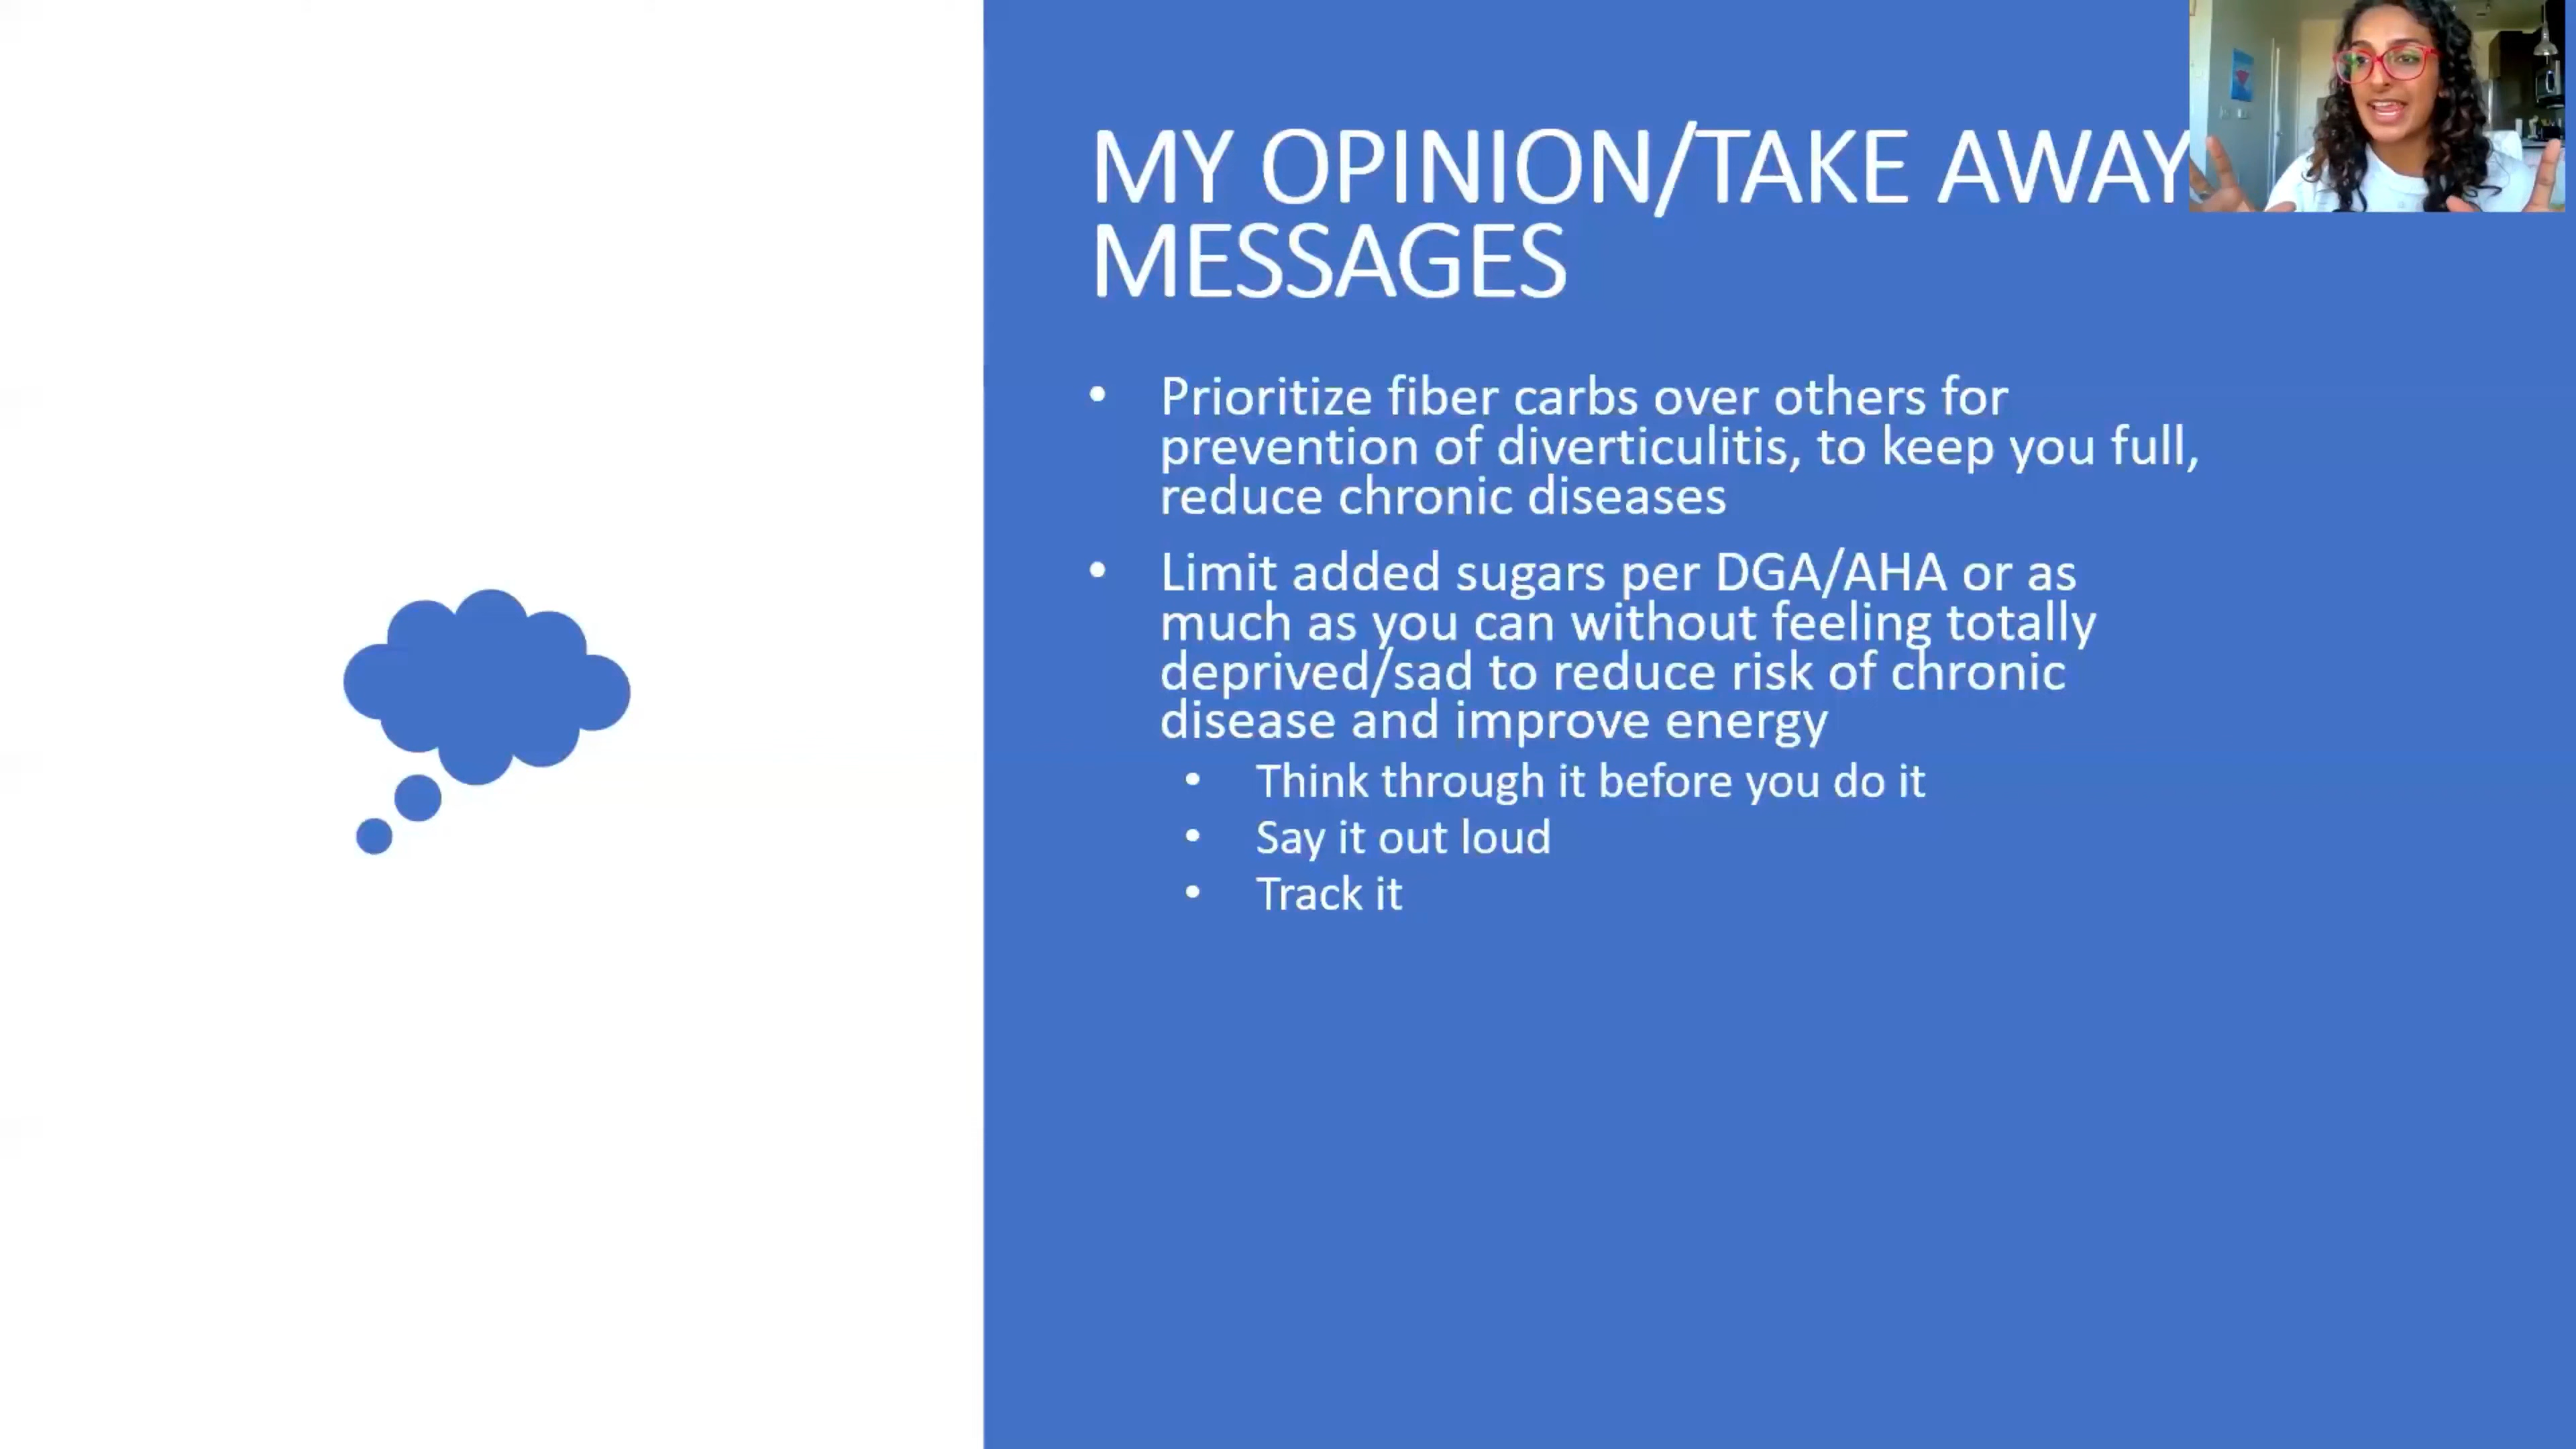 MY OPINION/TAKE AWAY
MESSAGES
• Prioritize fiber carbs over others for
prevention of diverticulitis, to keep you full,
reduce chronic diseases
• Limit added sugars per DGA/AHA or as
much as you can without feeling totally
deprived/sad to reduce risk of chronic
disease and improve energy
• Think through it before you do it
• Say it out loud
• Track it